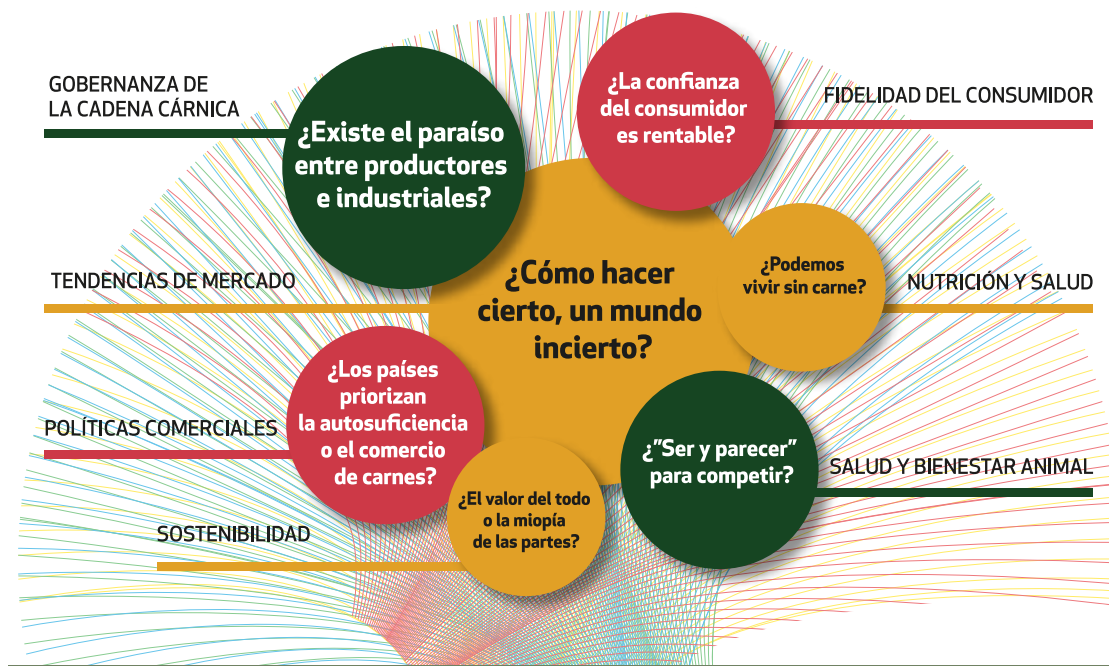 GOBERNANZA DE
LA CADENA CÁRNICA
¿Existe el paraíso
entre productores
e industriales?
¿La confianza
del consumidor
es rentable?
FIDELIDAD DEL CONSUMIDOR
TENDENCIAS DE MERCADO
¿Cómo hacer
cierto, un mundo
incierto?
¿Podemos
vivir sin carne?
NUTRICIÓN Y SALUD
POLÍTICAS COMERCIALES
¿Los países
priorizan
la autosuficiencia
o el comercio
de carnes?
¿"Ser y parecer"
para competir?
SALUD Y BIENESTAR ANIMAL
SOSTENIBILIDAD
¿El valor del todo
o la miopía
de las partes?